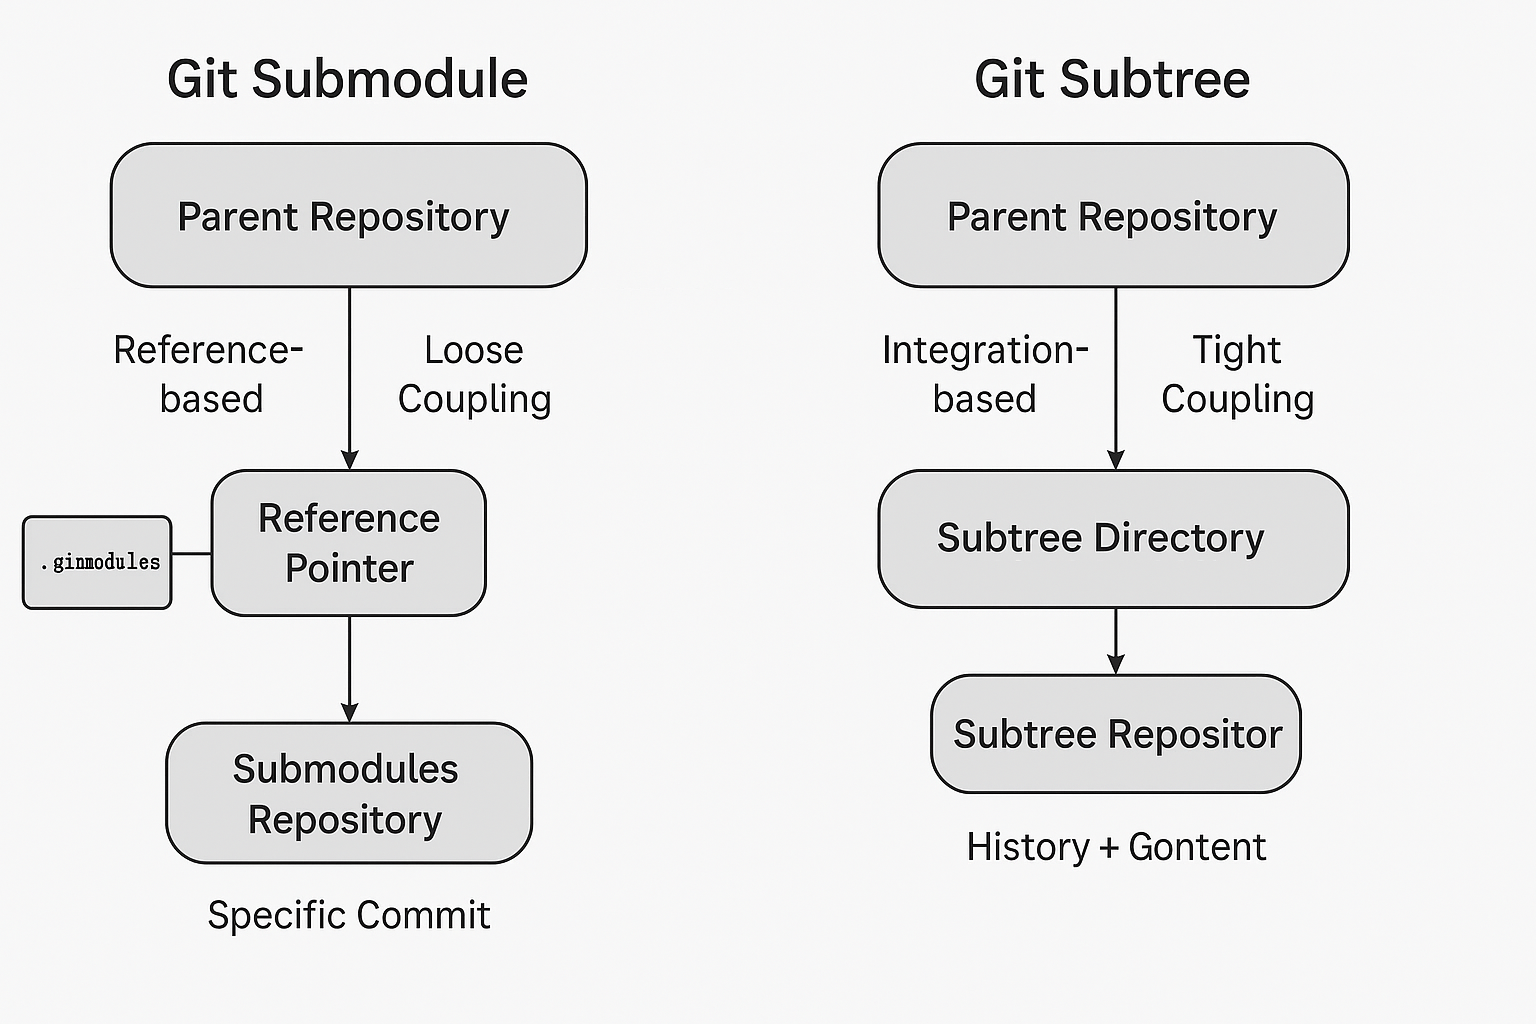 Git Submodule
Parent Repository
Reference-
based
Loose
Coupling
.ginmodules
Reference
Pointer
Submodules
Repository
Specific Commit
Git Subtree
Parent Repository
Integration-
based
Tight
Coupling
Subtree Directory
Subtree Repositor
History + Gontent